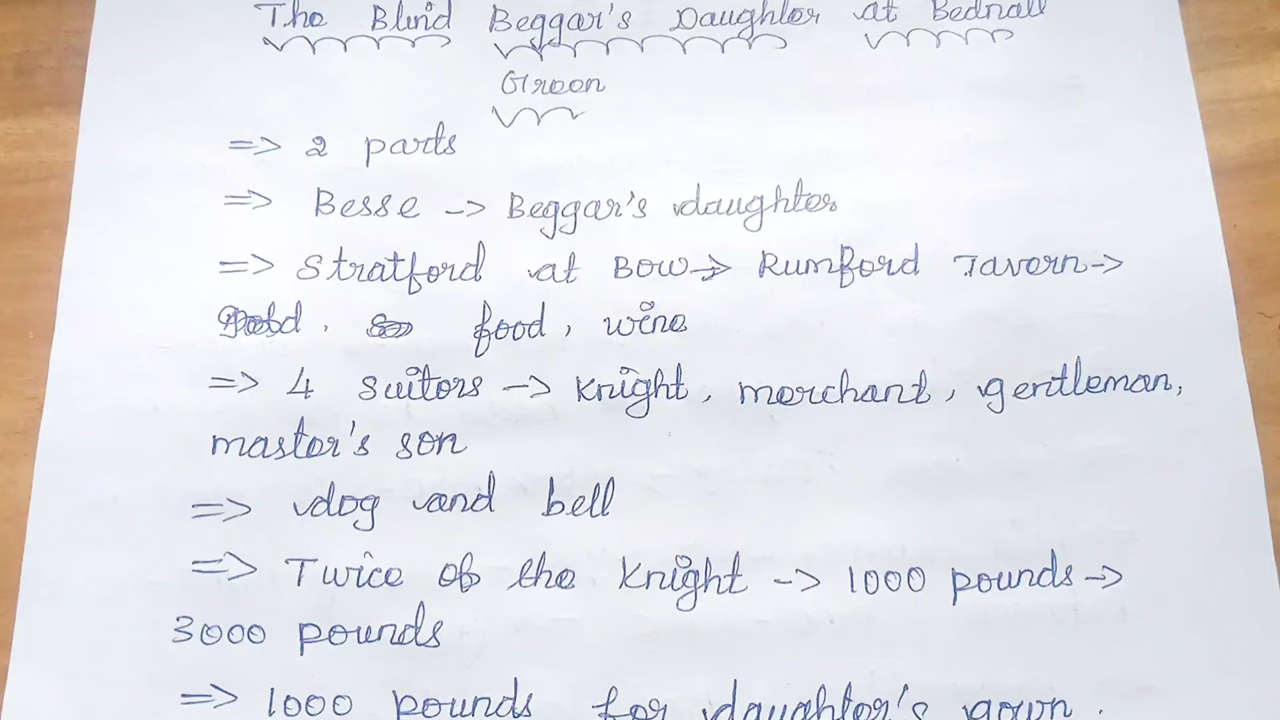 The Blind Beggar's Daughter at Bednall
Green
=> 2 parts
=> Besse -> Beggar's daughter
=> Stratford at Bow -> Rumford Tavern ->
food, wine
=> 4 suitors -> Knight, merchant, gentleman,
master's son
=> dog and bell
=> Twice of the Knight -> 1000 pounds ->
3000 pounds
=> 1000 pounds for daughter's gown.